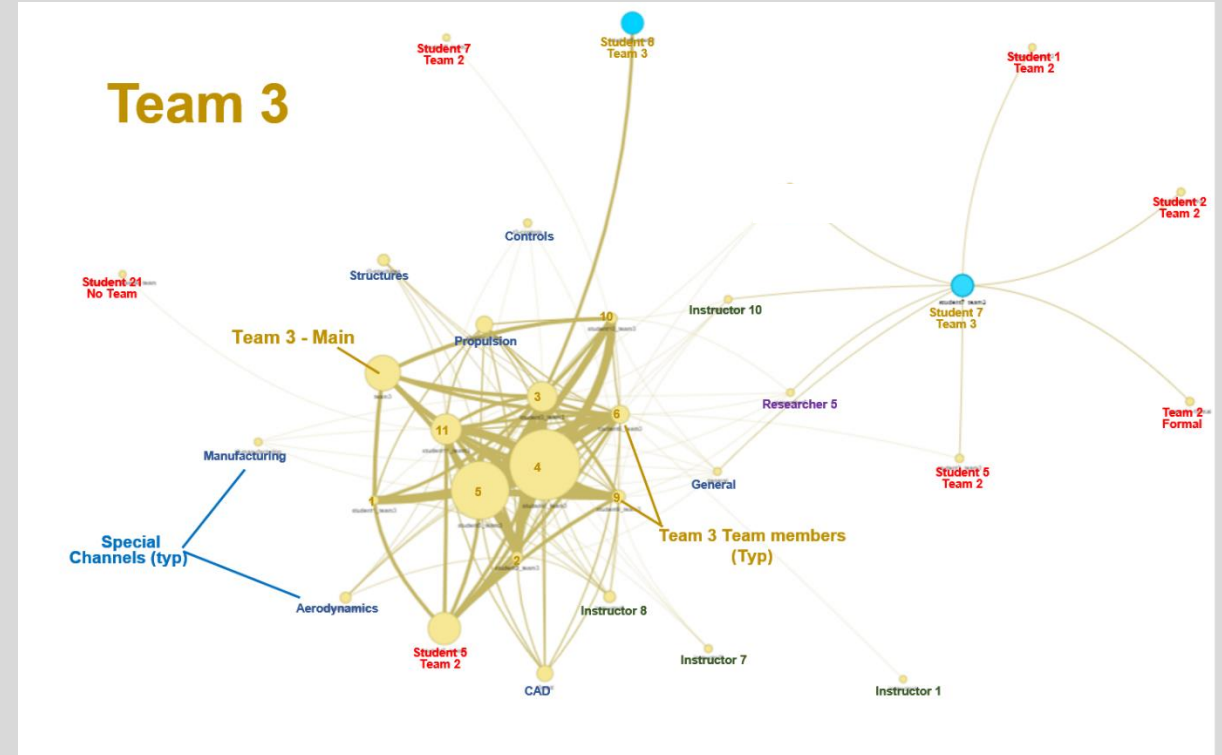 Student 7
Team 2
Student 8
Team 3
Student 1
Team 2
Team 3
Student 2
Team 2
Controls
Structures
Student 21
No Team
Instructor 10
Student 7
Team 3
10
Team 3 - Main
Propulsion
3
Researcher 5
6
Team 2
Formal
11
Manufacturing
4
General
Student 5
Team 2
5
1
9
Team 3 Team members
(Typ)
Special
Channels (typ)
2
Aerodynamics
Instructor 8
Student 5
Team 2
Instructor 7
CAD
Instructor 1